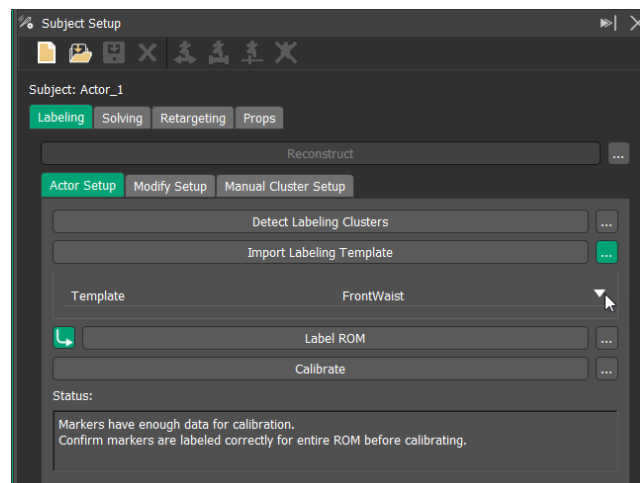 Subject Setup
Subject: Actor_1
Labeling Solving Retargeting Props
Reconstruct ...
Actor Setup Modify Setup Manual Cluster Setup
Detect Labeling Clusters ...
Import Labeling Template ...
Template FrontWaist
Label ROM ...
Calibrate ...
Status:
Markers have enough data for calibration.
Confirm markers are labeled correctly for entire ROM before calibrating.